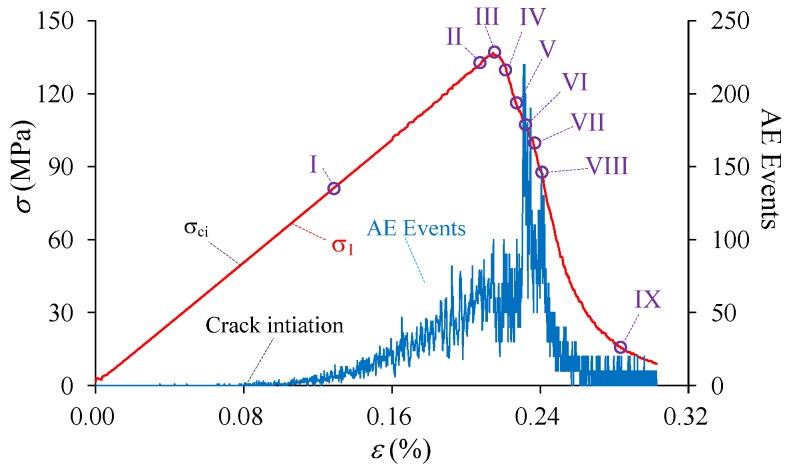 150
120
90
60
30
0
σ (MPa)
250
200
150
100
50
0
AE Events
0.00
0.08
0.16
0.24
0.32
ε (%)
I
II
III
IV
V
VI
VII
VIII
IX
σci
σ1
AE Events
Crack intiation